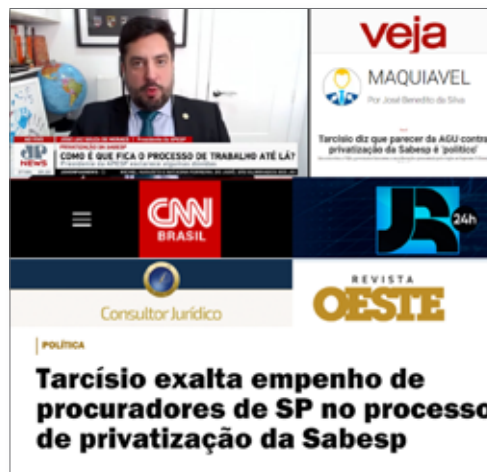 veja
MAQUIAVEL
Por José Benedito da Silva
Tarcísio diz que parecer da AGU contra
privatização da Sabesp é 'político'
JP
NEWS
PRIVATIZAÇÃO DA SABESP
COMO É QUE FICA O PROCESSO DE TRABALHO ATÉ LÁ?
CNN
BRASIL
JR
24h
Consultor Jurídico
REVISTA
OESTE
POLÍTICA
Tarcísio exalta empenho de
procuradores de SP no processo
de privatização da Sabesp